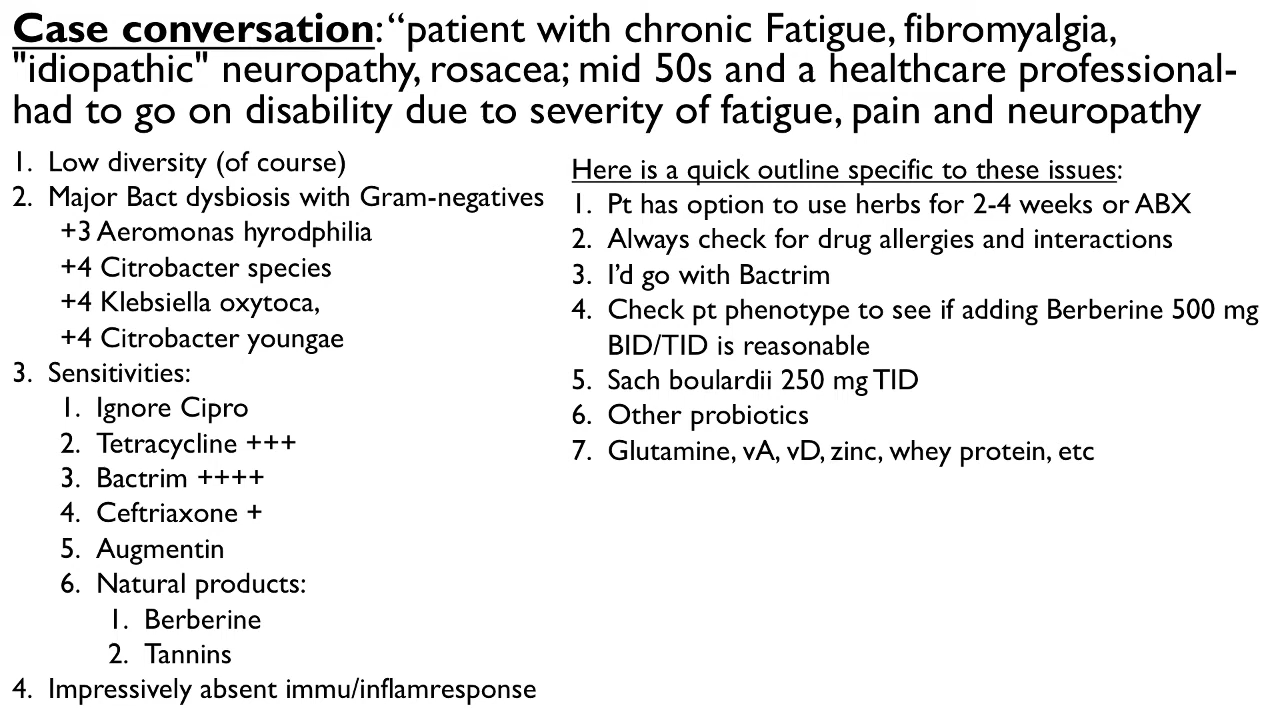 Case conversation: “patient with chronic Fatigue, fibromyalgia,
"idiopathic" neuropathy, rosacea; mid 50s and a healthcare professional-
had to go on disability due to severity of fatigue, pain and neuropathy
1. Low diversity (of course)
2. Major Bact dysbiosis with Gram-negatives
+3 Aeromonas hyrodphilia
+4 Citrobacter species
+4 Klebsiella oxytoca,
+4 Citrobacter youngae
3. Sensitivities:
1. Ignore Cipro
2. Tetracycline +++
3. Bactrim ++++
4. Ceftriaxone +
5. Augmentin
6. Natural products:
1. Berberine
2. Tannins
4. Impressively absent immu/inflamresponse
Here is a quick outline specific to these issues:
1. Pt has option to use herbs for 2-4 weeks or ABX
2. Always check for drug allergies and interactions
3. I’d go with Bactrim
4. Check pt phenotype to see if adding Berberine 500 mg
BID/TID is reasonable
5. Sach boulardii 250 mg TID
6. Other probiotics
7. Glutamine, vA, vD, zinc, whey protein, etc